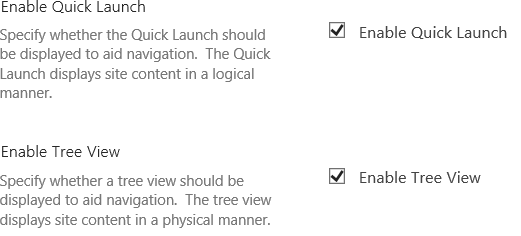 Enable Quick Launch
Specify whether the Quick Launch should
be displayed to aid navigation.  The Quick
Launch displays site content in a logical
manner.
Enable Quick Launch
Enable Tree View
Specify whether a tree view should be
displayed to aid navigation.  The tree view
displays site content in a physical manner.
Enable Tree View